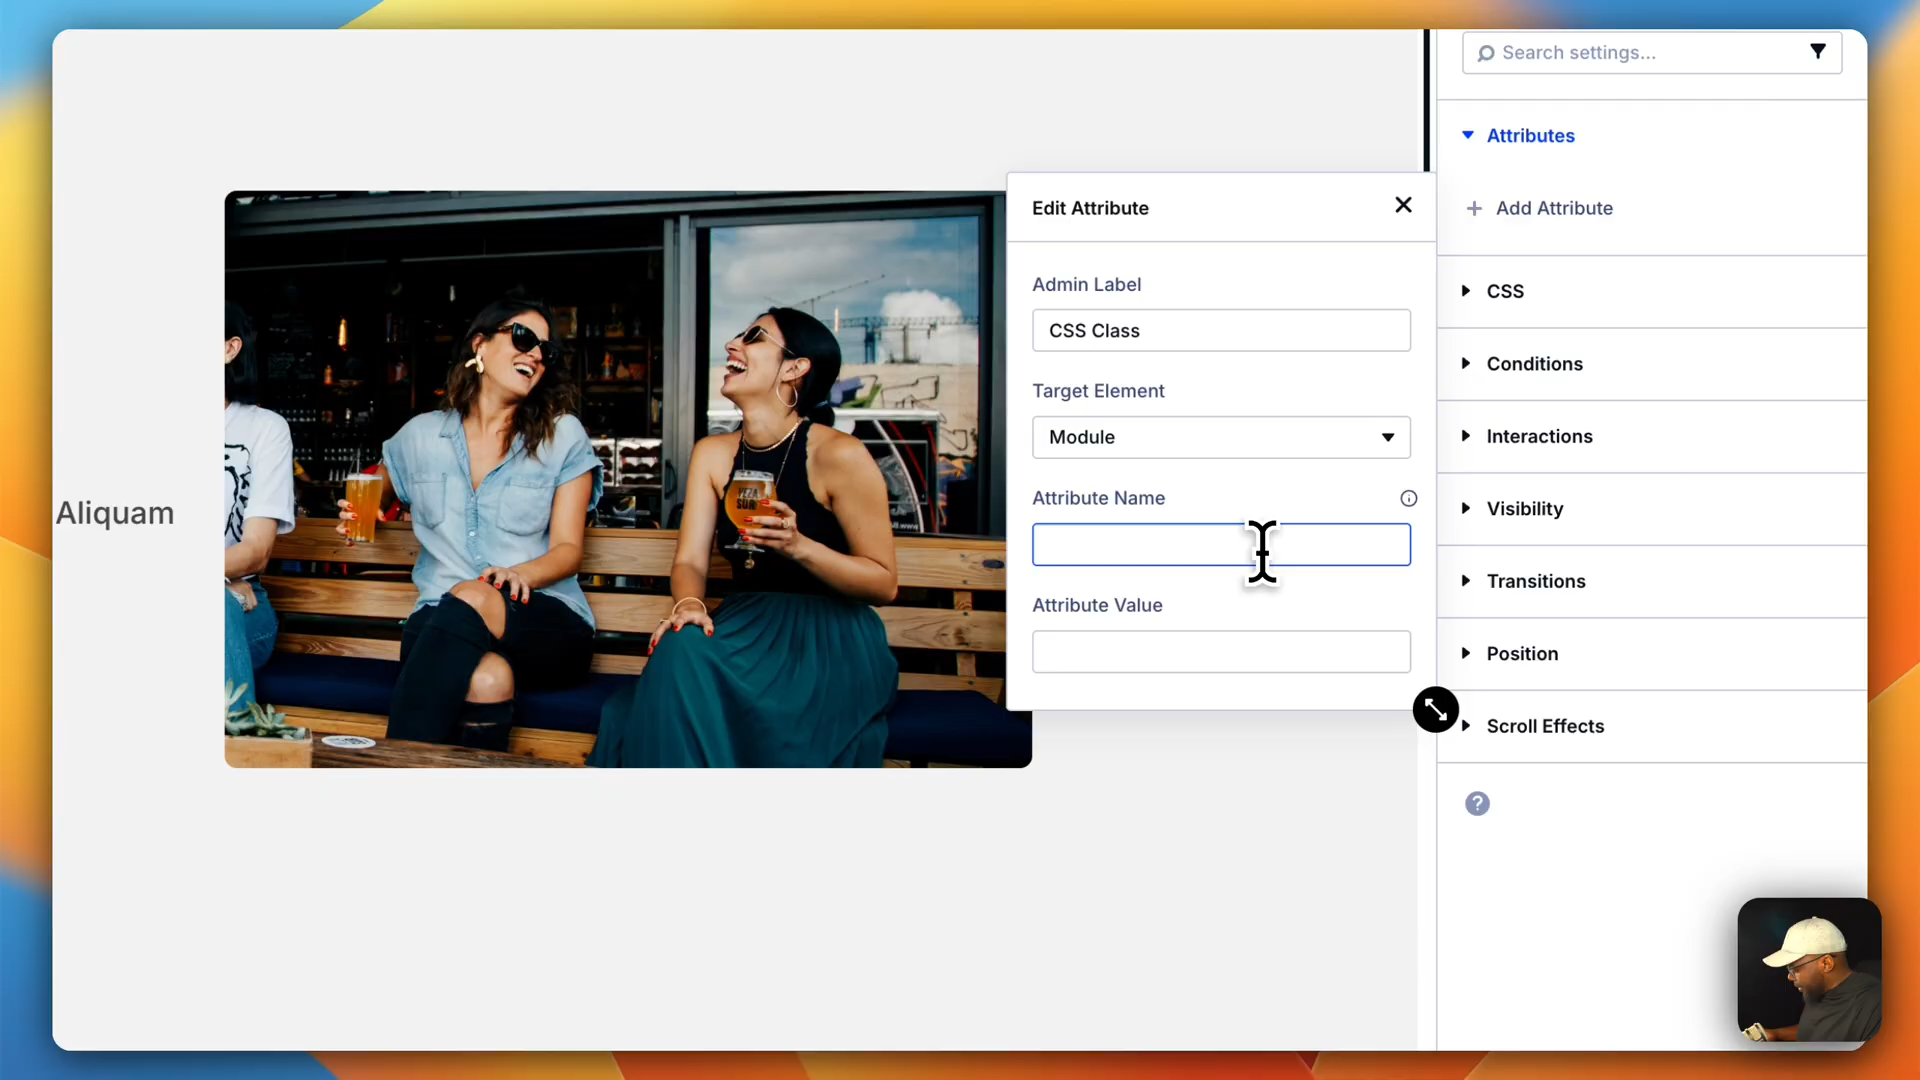 Search settings...
Attributes
Add Attribute
CSS
Conditions
Interactions
Visibility
Transitions
Position
Scroll Effects
?
Edit Attribute
Admin Label
CSS Class
Target Element
Module
Attribute Name
Attribute Value
Aliquam